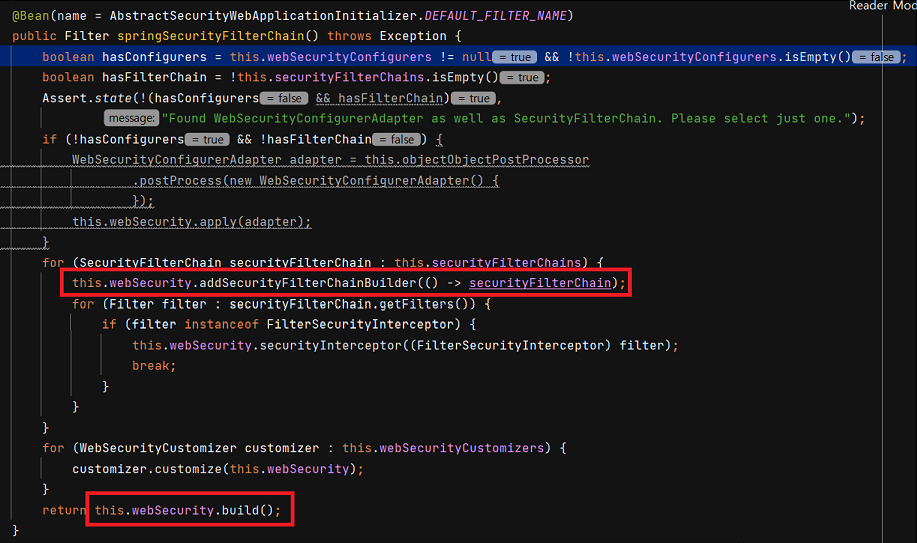 Reader Mod
@Bean(name = AbstractSecurityWebApplicationInitializer.DEFAULT_FILTER_NAME)
public Filter springSecurityFilterChain() throws Exception {
boolean hasConfigurers = this.webSecurityConfigurers != null = true && !this.webSecurityConfigurers.isEmpty() = false ;
boolean hasFilterChain = !this.securityFilterChains.isEmpty() = true ;
Assert.state(!(hasConfigurers = false && hasFilterChain) = true ,
message: "Found WebSecurityConfigurerAdapter as well as SecurityFilterChain. Please select just one.");
if (!hasConfigurers = true && !hasFilterChain = false ) {
WebSecurityConfigurerAdapter adapter = this.objectObjectPostProcessor
.postProcess(new WebSecurityConfigurerAdapter() {
});
this.webSecurity.apply(adapter);
}
for (SecurityFilterChain securityFilterChain : this.securityFilterChains) {
this.webSecurity.addSecurityFilterChainBuilder(() -> securityFilterChain);
for (Filter filter : securityFilterChain.getFilters()) {
if (filter instanceof FilterSecurityInterceptor) {
this.webSecurity.securityInterceptor((FilterSecurityInterceptor) filter);
break;
}
}
}
for (WebSecurityCustomizer customizer : this.webSecurityCustomizers) {
customizer.customize(this.webSecurity);
}
return this.webSecurity.build();
}